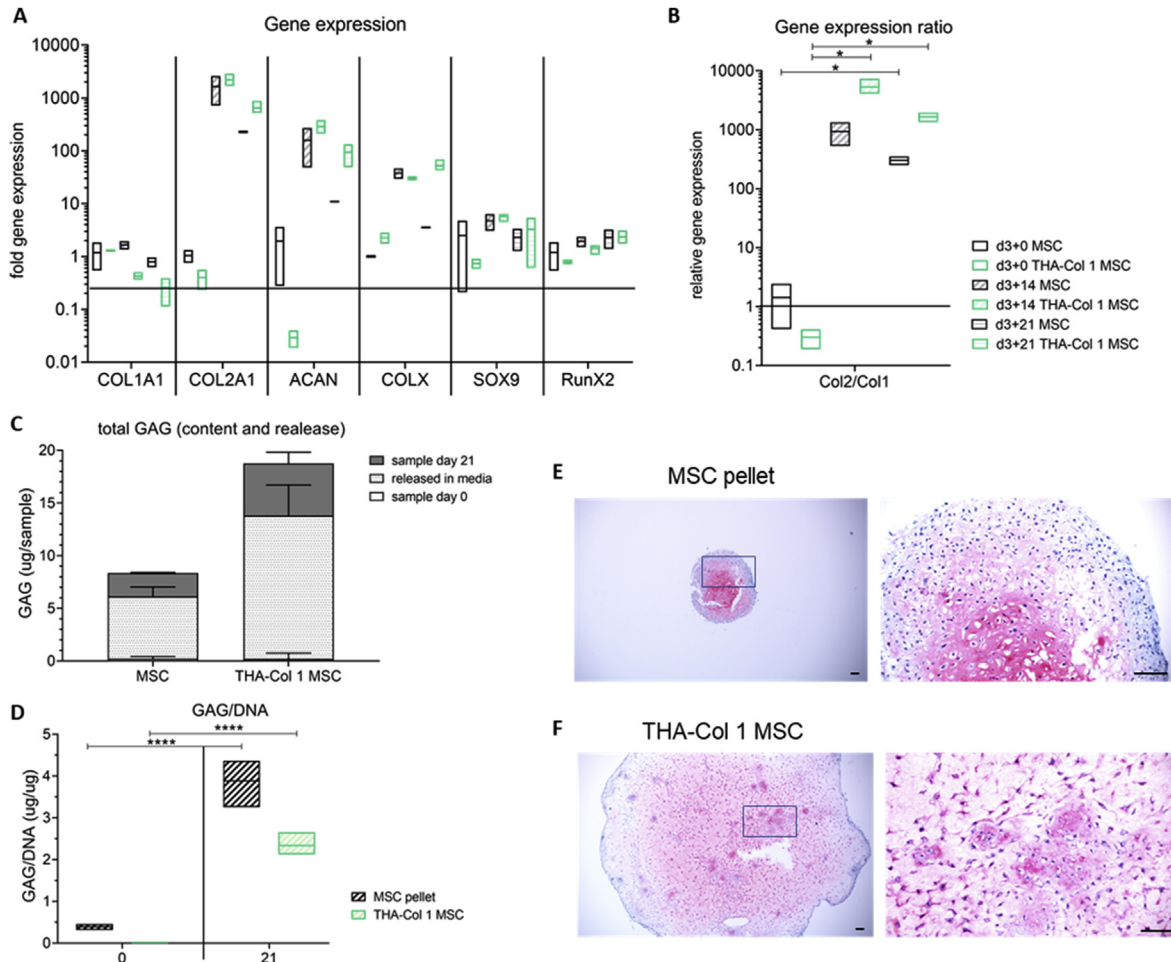 A
Gene expression
fold gene expression
10000
1000
100
10
1
0.1
0.01
COL1A1
COL2A1
ACAN
COLX
SOX9
RunX2
B
Gene expression ratio
*
*
*
relative gene expression
10000
1000
100
10
1
0.1
Col2/Col1
d3+0 MSC
d3+0 THA-Col 1 MSC
d3+14 MSC
d3+14 THA-Col 1 MSC
d3+21 MSC
d3+21 THA-Col 1 MSC
C
total GAG (content and realease)
GAG (ug/sample)
20
15
10
5
0
MSC
THA-Col 1 MSC
sample day 21
released in media
sample day 0
D
GAG/DNA
****
****
GAG/DNA (ug/ug)
5
4
3
2
1
0
0
21
MSC pellet
THA-Col 1 MSC
E
MSC pellet
F
THA-Col 1 MSC